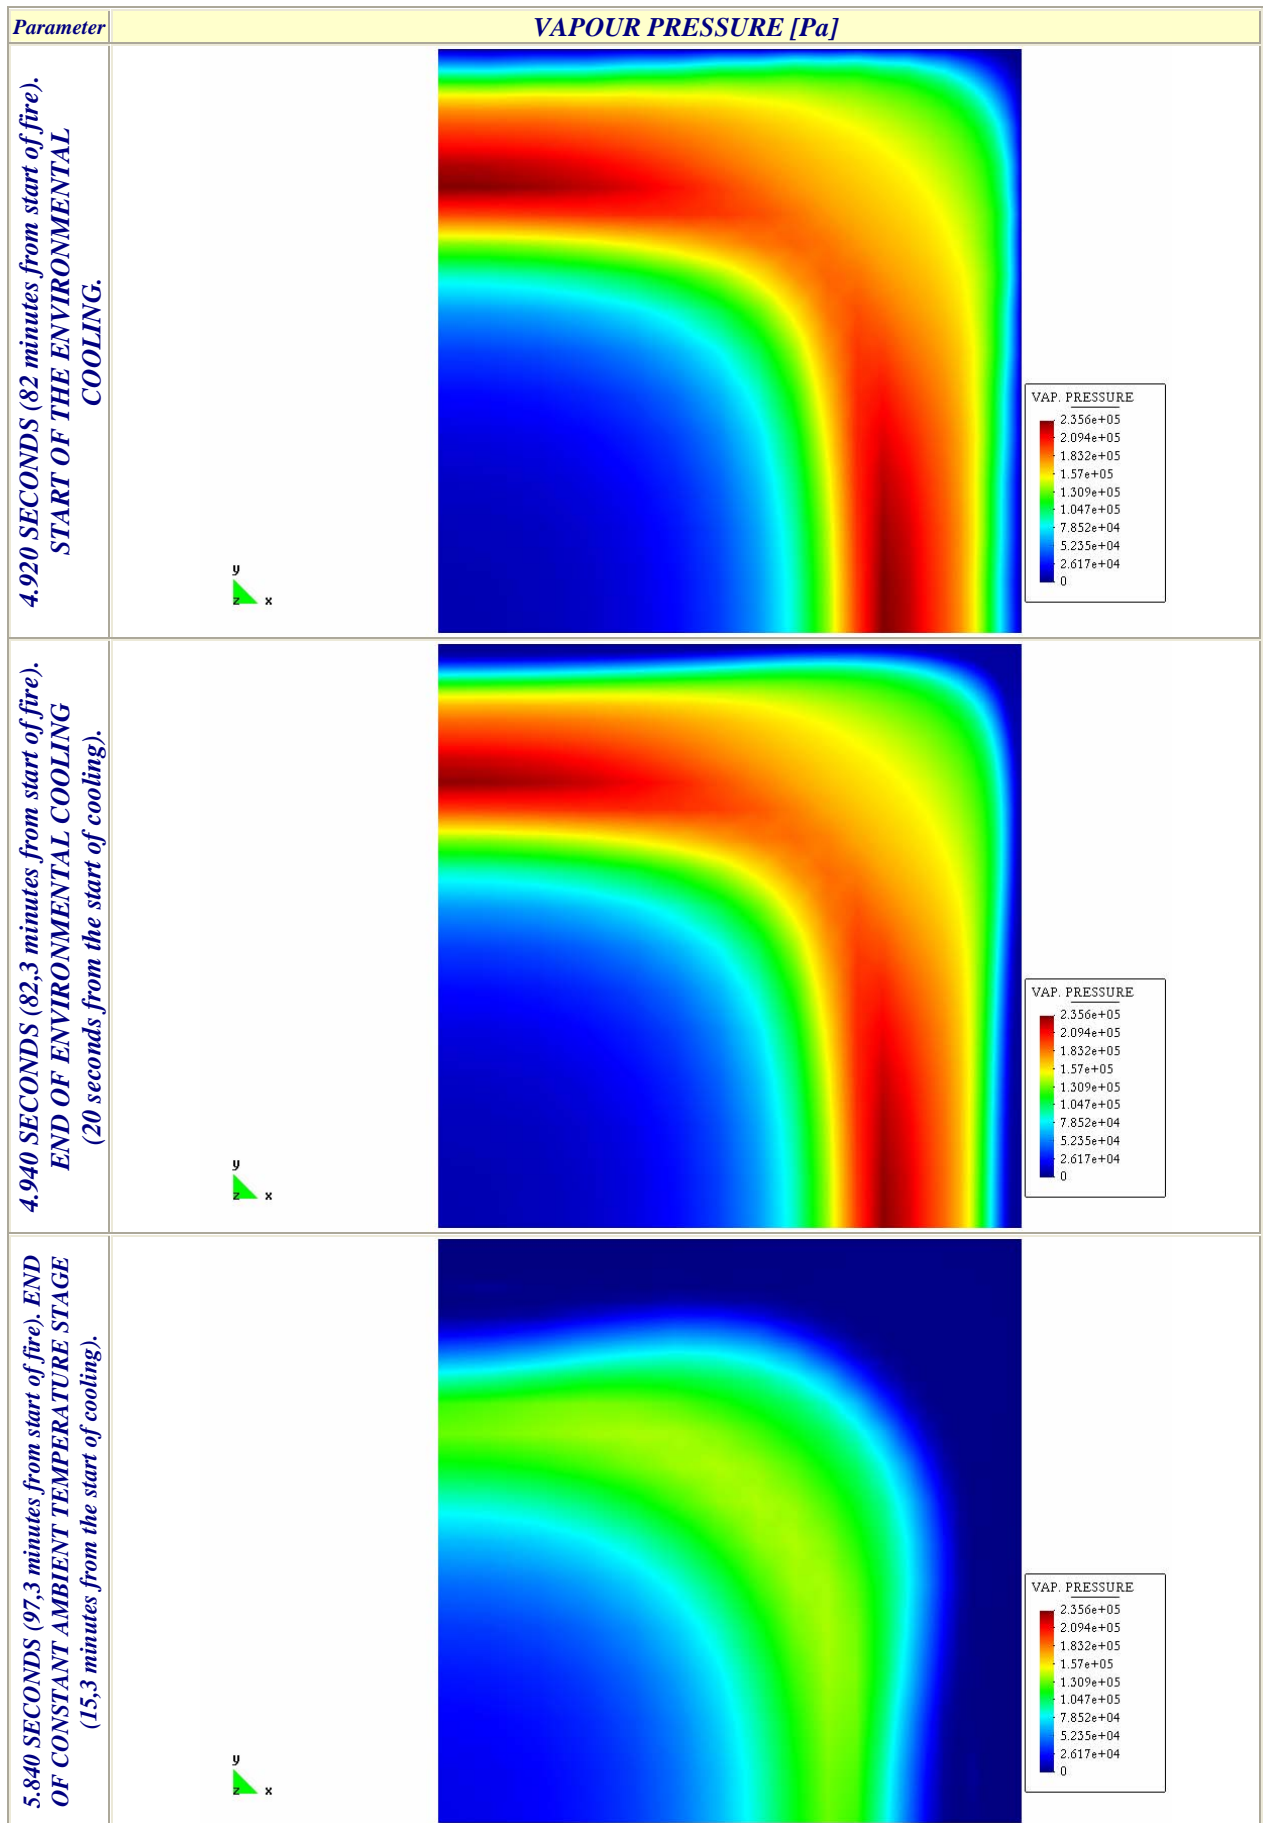 Parameter
VAPOUR PRESSURE [Pa]
4.920 SECONDS (82 minutes from start of fire).
START OF THE ENVIRONMENTAL
COOLING.
y
z x
VAP. PRESSURE
2.356e+05
2.094e+05
1.832e+05
1.57e+05
1.309e+05
1.047e+05
7.852e+04
5.235e+04
2.617e+04
0
4.940 SECONDS (82,3 minutes from start of fire).
END OF ENVIRONMENTAL COOLING
(20 seconds from the start of cooling).
y
z x
VAP. PRESSURE
2.356e+05
2.094e+05
1.832e+05
1.57e+05
1.309e+05
1.047e+05
7.852e+04
5.235e+04
2.617e+04
0
5.840 SECONDS (97,3 minutes from start of fire). END
OF CONSTANT AMBIENT TEMPERATURE STAGE
(15,3 minutes from the start of cooling).
y
z x
VAP. PRESSURE
2.356e+05
2.094e+05
1.832e+05
1.57e+05
1.309e+05
1.047e+05
7.852e+04
5.235e+04
2.617e+04
0